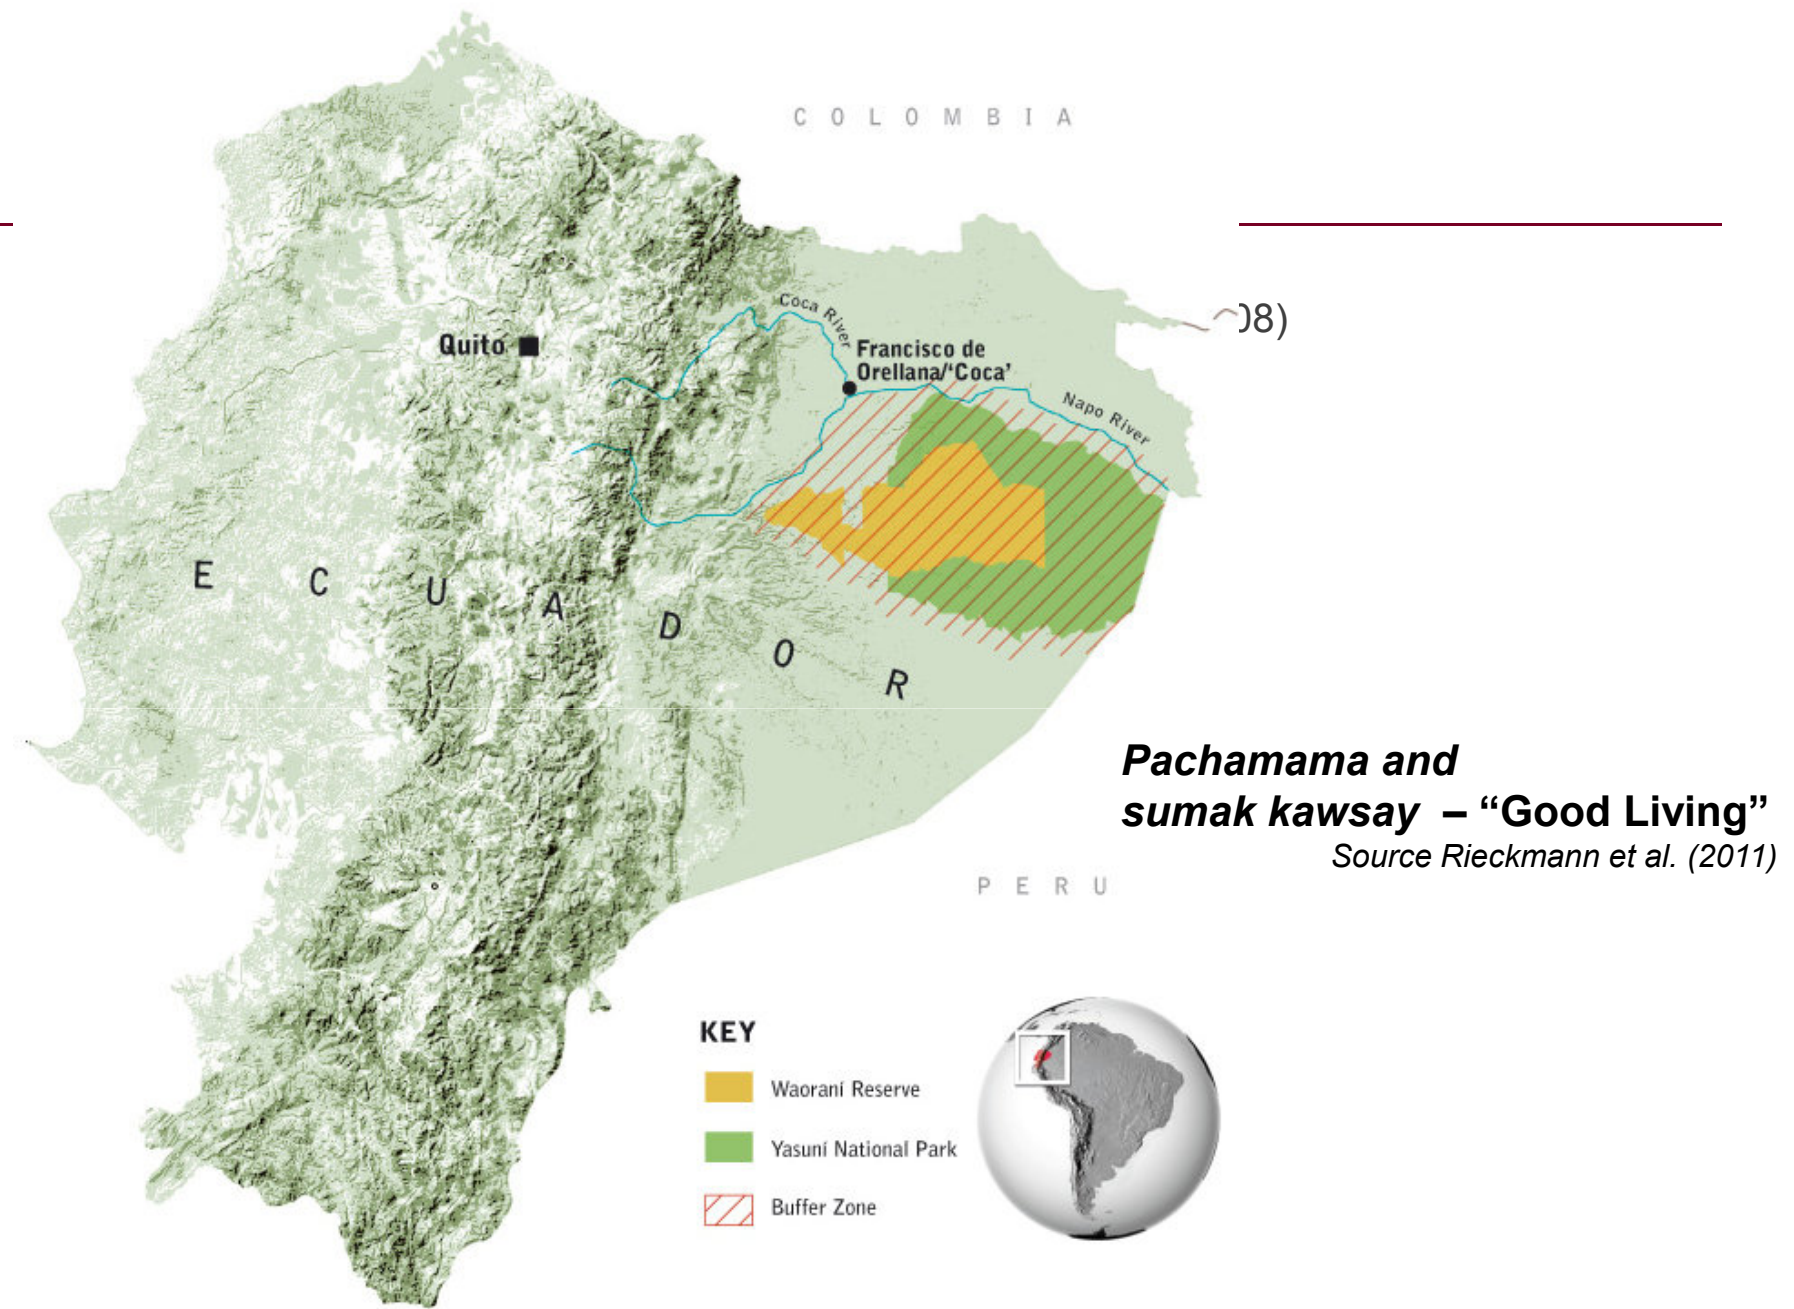 COLOMBIA
08)
Coca River
Quito
Francisco de
Orellana/‘Coca’
Napo River
ECUADOR
Pachamama and
sumak kawsay – “Good Living”
Source Rieckmann et al. (2011)
PERU
KEY
Waoraní Reserve
Yasuní National Park
Buffer Zone